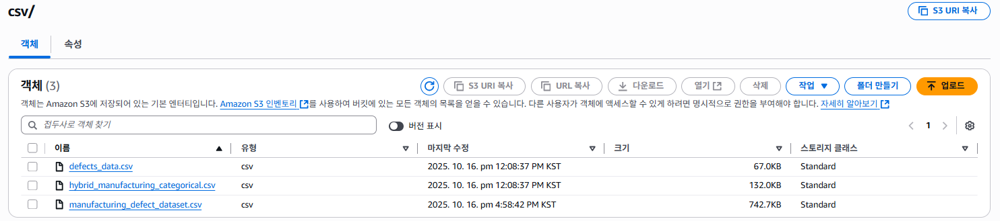 csv/
S3 URI 복사
객체
속성
객체 (3)
S3 URI 복사
URL 복사
다운로드
열기
삭제
작업
폴더 만들기
업로드
객체는 Amazon S3에 저장되어 있는 기본 엔터티입니다. Amazon S3 인벤토리를 사용하여 버킷에 있는 모든 객체의 목록을 얻을 수 있습니다. 다른 사용자가 객체에 액세스할 수 있게 하려면 명시적으로 권한을 부여해야 합니다. 자세히 알아보기
접두사로 객체 찾기
버전 표시
1
이름 유형 마지막 수정 크기 스토리지 클래스
defects_data.csv csv 2025. 10. 16. pm 12:08:37 PM KST 67.0KB Standard
hybrid_manufacturing_categorical.csv csv 2025. 10. 16. pm 12:08:37 PM KST 132.0KB Standard
manufacturing_defect_dataset.csv csv 2025. 10. 16. pm 4:58:42 PM KST 742.7KB Standard